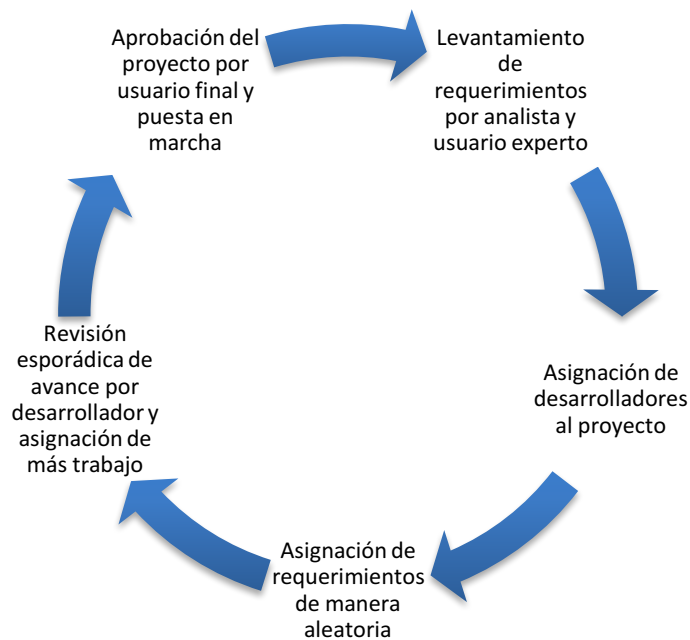 Aprobación del
proyecto por
usuario final y
puesta en
marcha
Levantamiento
de
requerimientos
por analista y
usuario experto
Asignación de
desarrolladores
al proyecto
Asignación de
requerimientos
de manera
aleatoria
Revisión
esporádica de
avance por
desarrollador y
asignación de
más trabajo